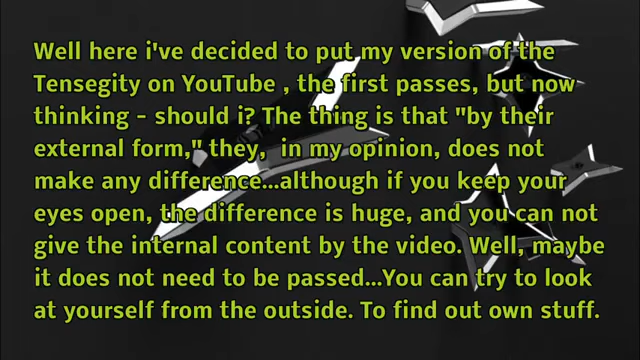 Well here i've decided to put my version of the
Tensegity on YouTube , the first passes, but now
thinking - should i? The thing is that "by their
external form," they,  in my opinion, does not
make any difference...although if you keep your
eyes open, the difference is huge, and you can not
give the internal content by the video. Well, maybe
it does not need to be passed...You can try to look
at yourself from the outside. To find out own stuff.